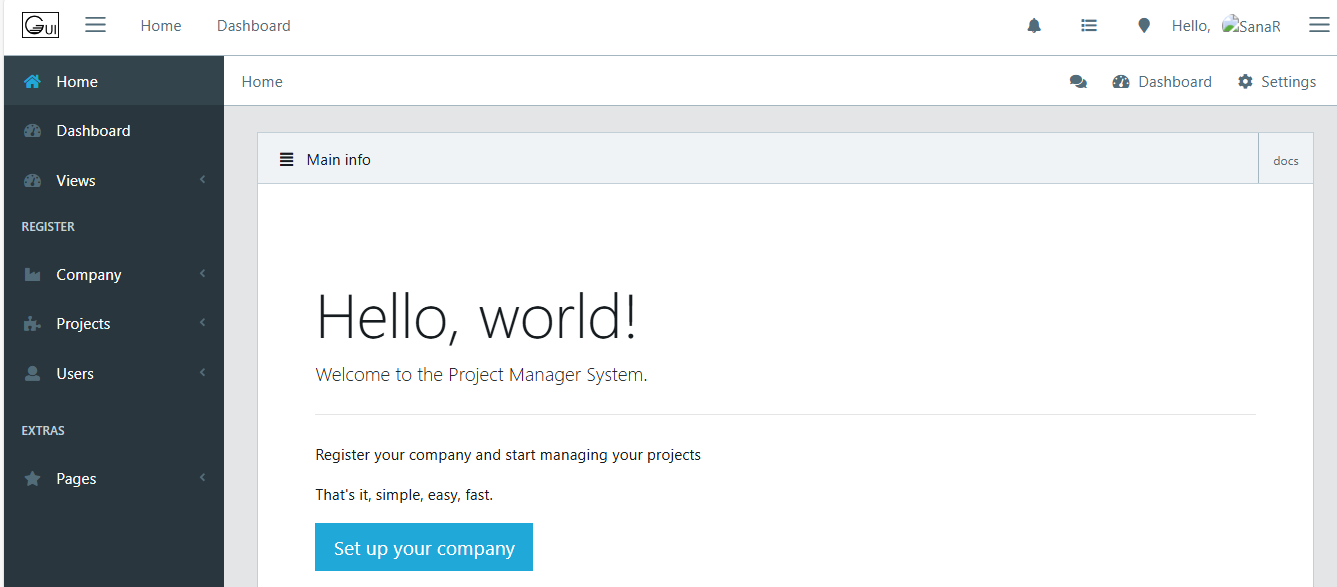 GUI
Home
Dashboard
Hello,
SanaR
Home
Dashboard
Views
REGISTER
Company
Projects
Users
EXTRAS
Pages
Home
Dashboard
Settings
Main info
docs
Hello, world!
Welcome to the Project Manager System.
Register your company and start managing your projects
That's it, simple, easy, fast.
Set up your company